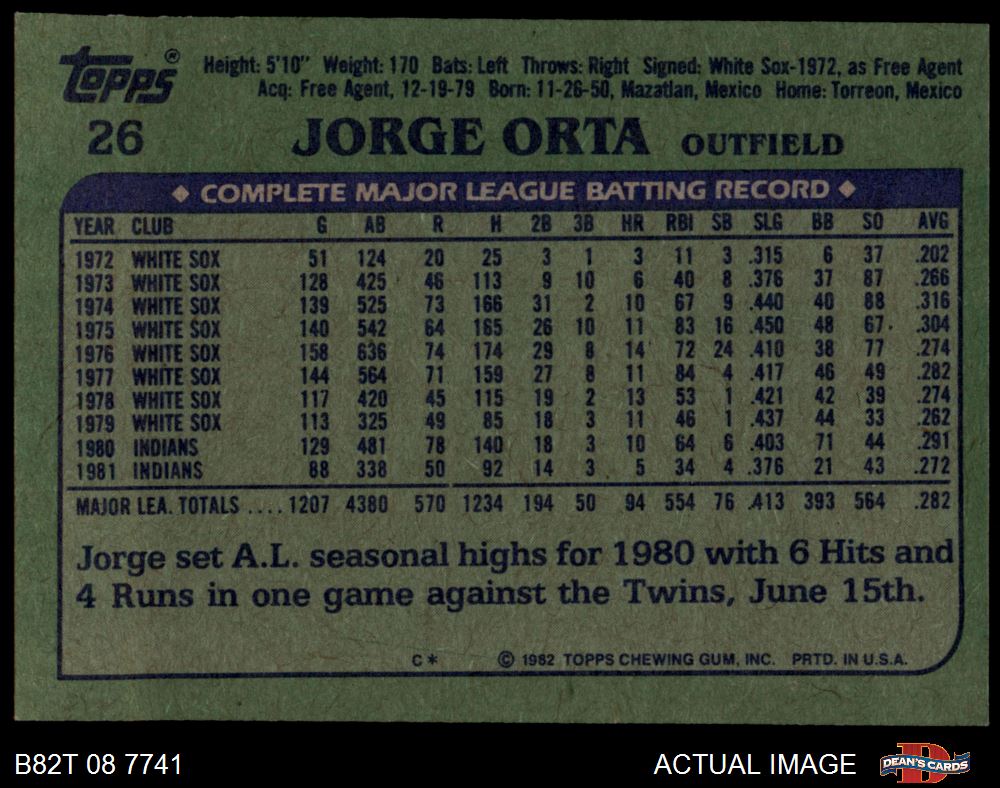 Topps®
Height: 5'10" Weight: 170 Bats: Left Throws: Right Signed: White Sox-1972, as Free Agent
Acq: Free Agent, 12-19-79 Born: 11-26-50, Mazatlan, Mexico Home: Torreon, Mexico
26 JORGE ORTA OUTFIELD
◆ COMPLETE MAJOR LEAGUE BATTING RECORD ◆
YEAR CLUB G AB R H 2B 3B HR RBI SB SLG BB SO AVG
1972 WHITE SOX 51 124 20 25 3 1 3 11 3 .315 6 37 .202
1973 WHITE SOX 128 425 46 113 9 10 6 40 8 .376 37 87 .266
1974 WHITE SOX 139 525 73 166 31 2 10 67 9 .440 40 88 .316
1975 WHITE SOX 140 542 64 165 26 10 11 83 16 .450 48 67 .304
1976 WHITE SOX 158 636 74 174 29 8 14 72 24 .410 38 77 .274
1977 WHITE SOX 144 564 71 159 27 8 11 84 4 .417 46 49 .282
1978 WHITE SOX 117 420 45 115 19 2 13 53 1 .421 42 39 .274
1979 WHITE SOX 113 325 49 85 18 3 11 46 1 .437 44 33 .262
1980 INDIANS 129 481 78 140 18 3 10 64 6 .403 71 44 .291
1981 INDIANS 88 338 50 92 14 3 5 34 4 .376 21 43 .272
MAJOR LEA. TOTALS .... 1207 4380 570 1234 194 50 94 554 76 .413 393 564 .282
Jorge set A.L. seasonal highs for 1980 with 6 Hits and
4 Runs in one game against the Twins, June 15th.
C* © 1982 TOPPS CHEWING GUM, INC. PRTD. IN U.S.A.
B82T 08 7741 ACTUAL IMAGE DEAN'S CARDS